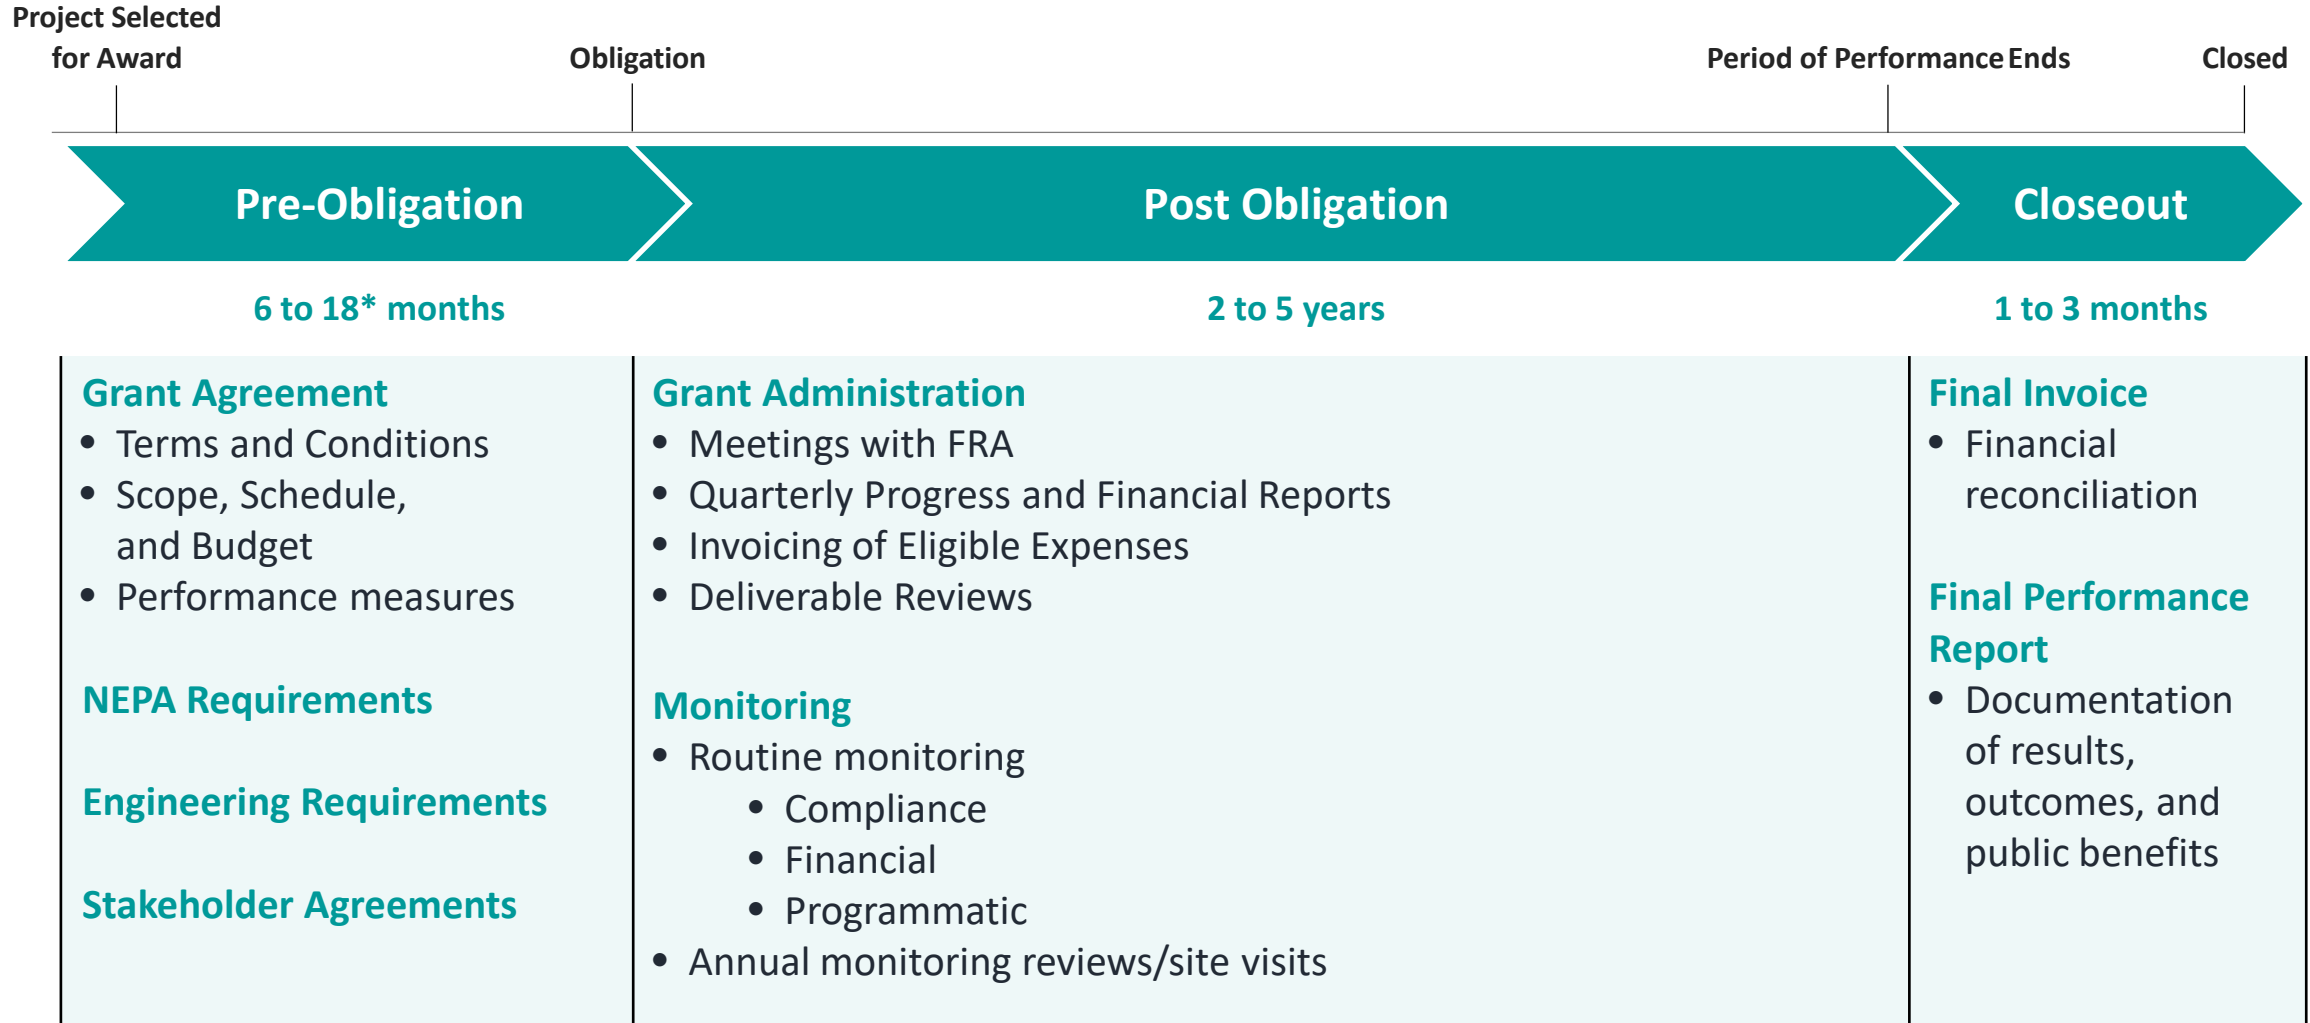 Project Selected
for Award
Obligation
Period of Performance Ends
Closed
Pre-Obligation
Post Obligation
Closeout
6 to 18* months
2 to 5 years
1 to 3 months
Grant Agreement
• Terms and Conditions
• Scope, Schedule,
and Budget
• Performance measures
NEPA Requirements
Engineering Requirements
Stakeholder Agreements
Grant Administration
• Meetings with FRA
• Quarterly Progress and Financial Reports
• Invoicing of Eligible Expenses
• Deliverable Reviews
Monitoring
• Routine monitoring
• Compliance
• Financial
• Programmatic
• Annual monitoring reviews/site visits
Final Invoice
• Financial
reconciliation
Final Performance
Report
• Documentation
of results,
outcomes, and
public benefits